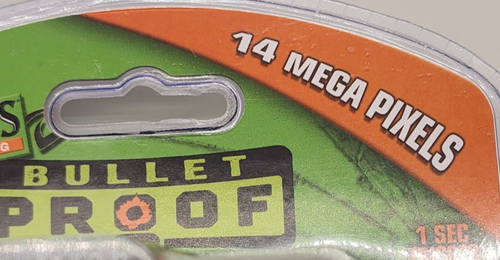 14 MEGA PIXELS
S
G
BULLET
PROOF
1 SEC